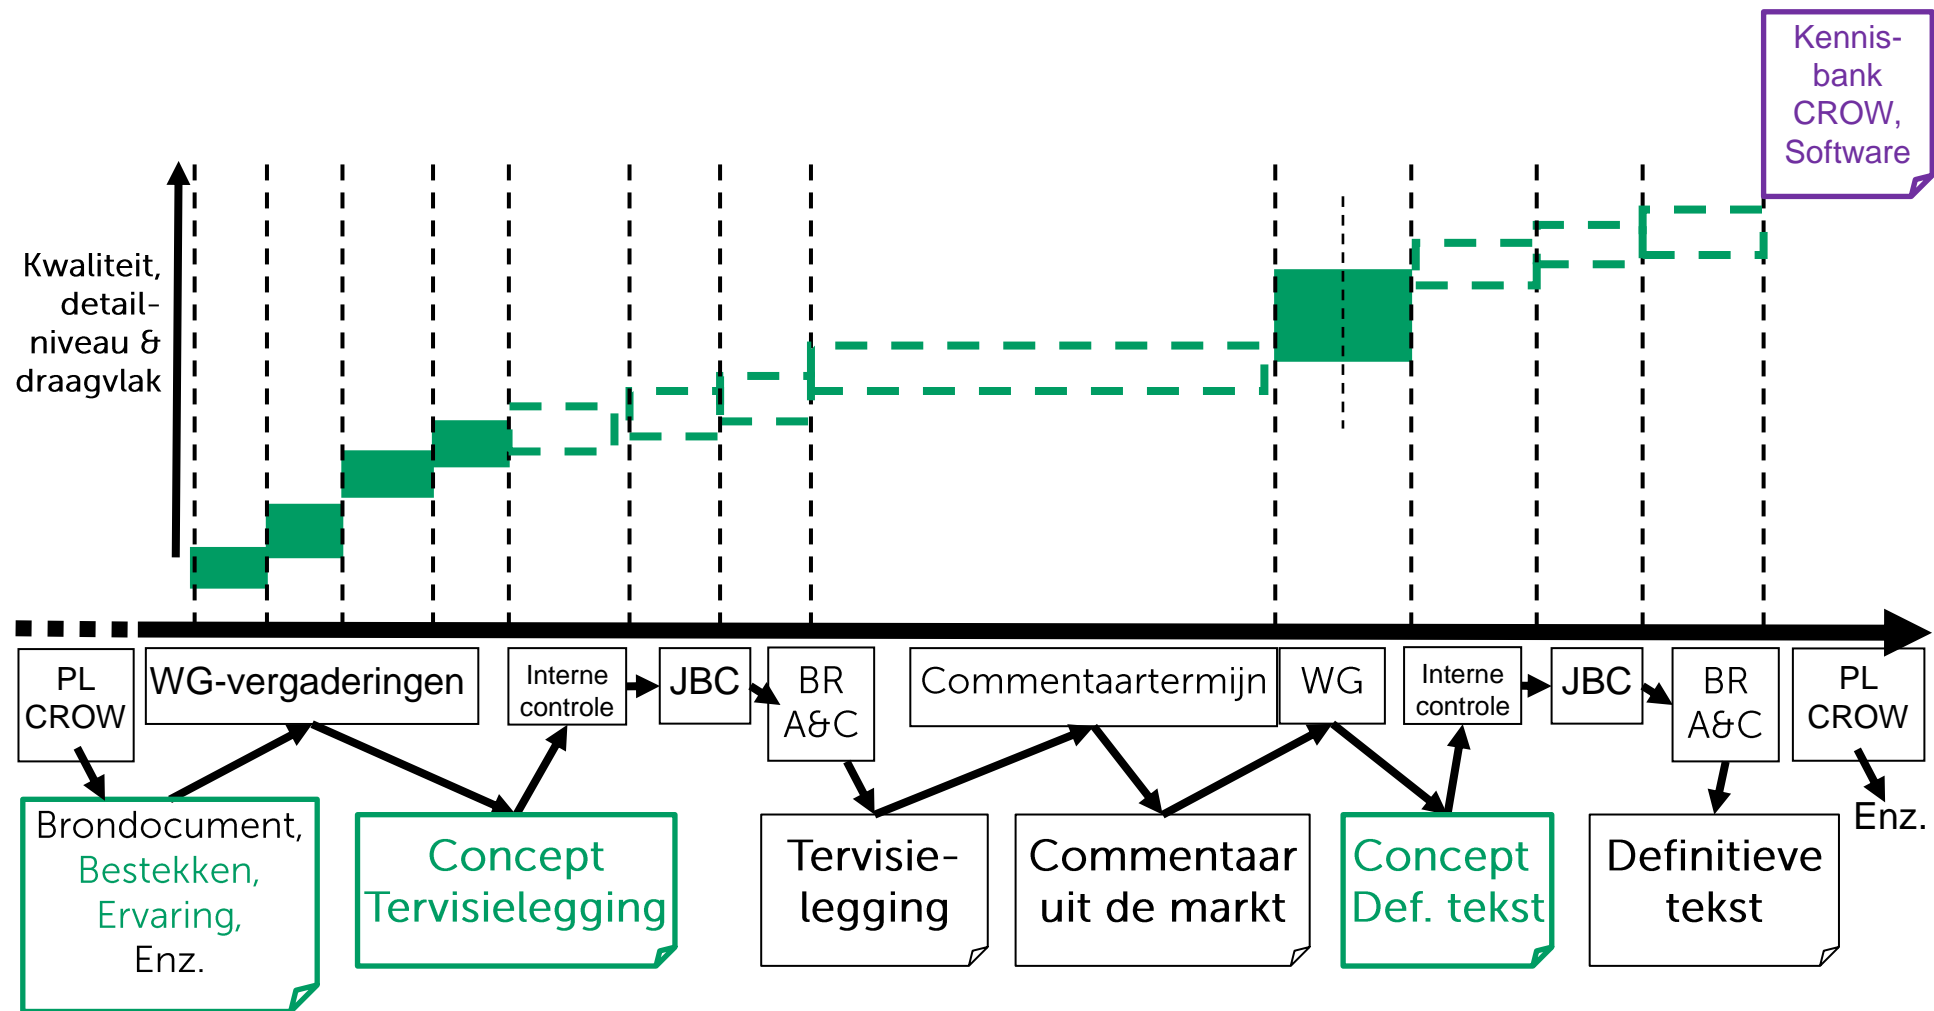 Kennis-
bank
CROW,
Software
Kwaliteit,
detail-
niveau &
draagvlak
PL
CROW
WG-vergaderingen
Interne
controle
JBC
BR
A&C
Commentaartermijn
WG
Interne
controle
JBC
BR
A&C
PL
CROW
Brondocument,
Bestekken,
Ervaring,
Enz.
Concept
Tervisielegging
Tervisie-
legging
Commentaar
uit de markt
Concept
Def. tekst
Definitieve
tekst
Enz.